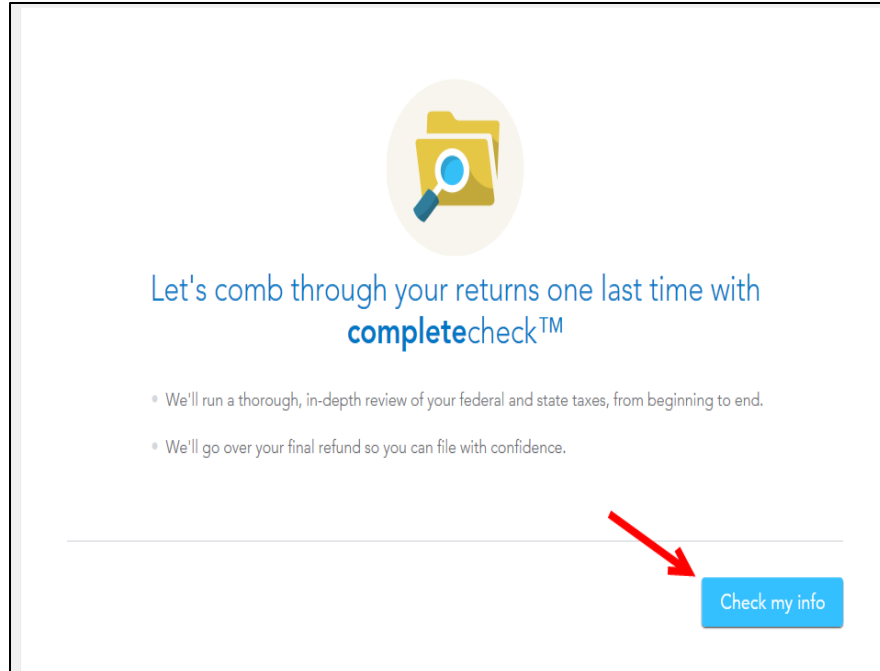 Let's comb through your returns one last time with
completecheck™
We'll run a thorough, in-depth review of your federal and state taxes, from beginning to end.
We'll go over your final refund so you can file with confidence.
Check my info